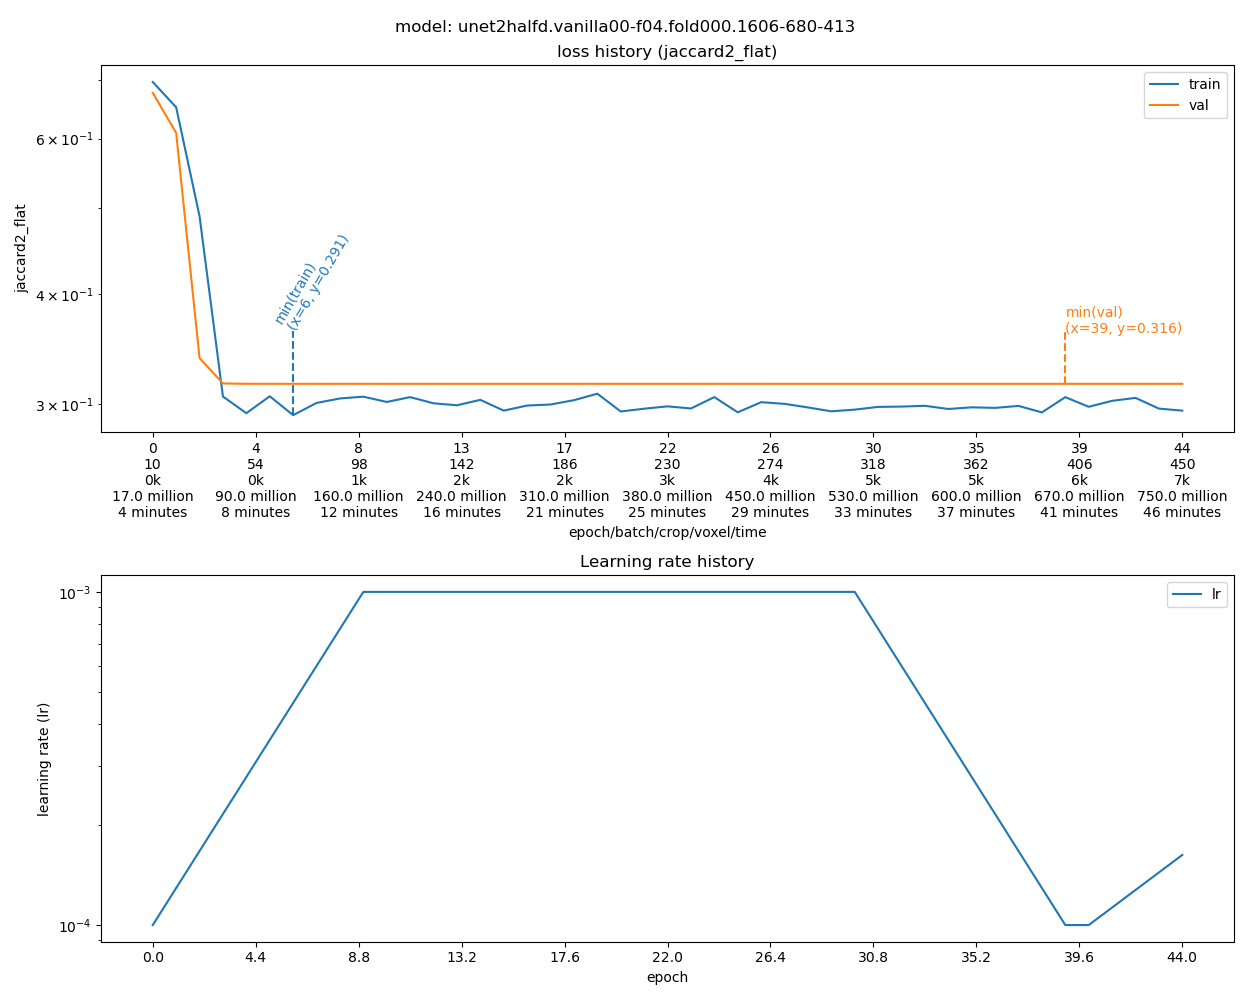 model: unet2halfd.vanilla00-f04.fold000.1606-680-413
loss history (jaccard2_flat)
train
val
6 × 10⁻¹
4 × 10⁻¹
3 × 10⁻¹
jaccard2_flat
min(train)
(x=6, y=0.291)
min(val)
(x=39, y=0.316)
0 4 8 13 17 22 26 30 35 39 44
10 54 98 142 186 230 274 318 362 406 450
0k 0k 1k 2k 2k 3k 4k 5k 5k 6k 7k
17.0 million 90.0 million 160.0 million 240.0 million 310.0 million 380.0 million 450.0 million 530.0 million 600.0 million 670.0 million 750.0 million
4 minutes 8 minutes 12 minutes 16 minutes 21 minutes 25 minutes 29 minutes 33 minutes 37 minutes 41 minutes 46 minutes
epoch/batch/crop/voxel/time
Learning rate history
lr
10⁻³
10⁻⁴
learning rate (lr)
0.0 4.4 8.8 13.2 17.6 22.0 26.4 30.8 35.2 39.6 44.0
epoch